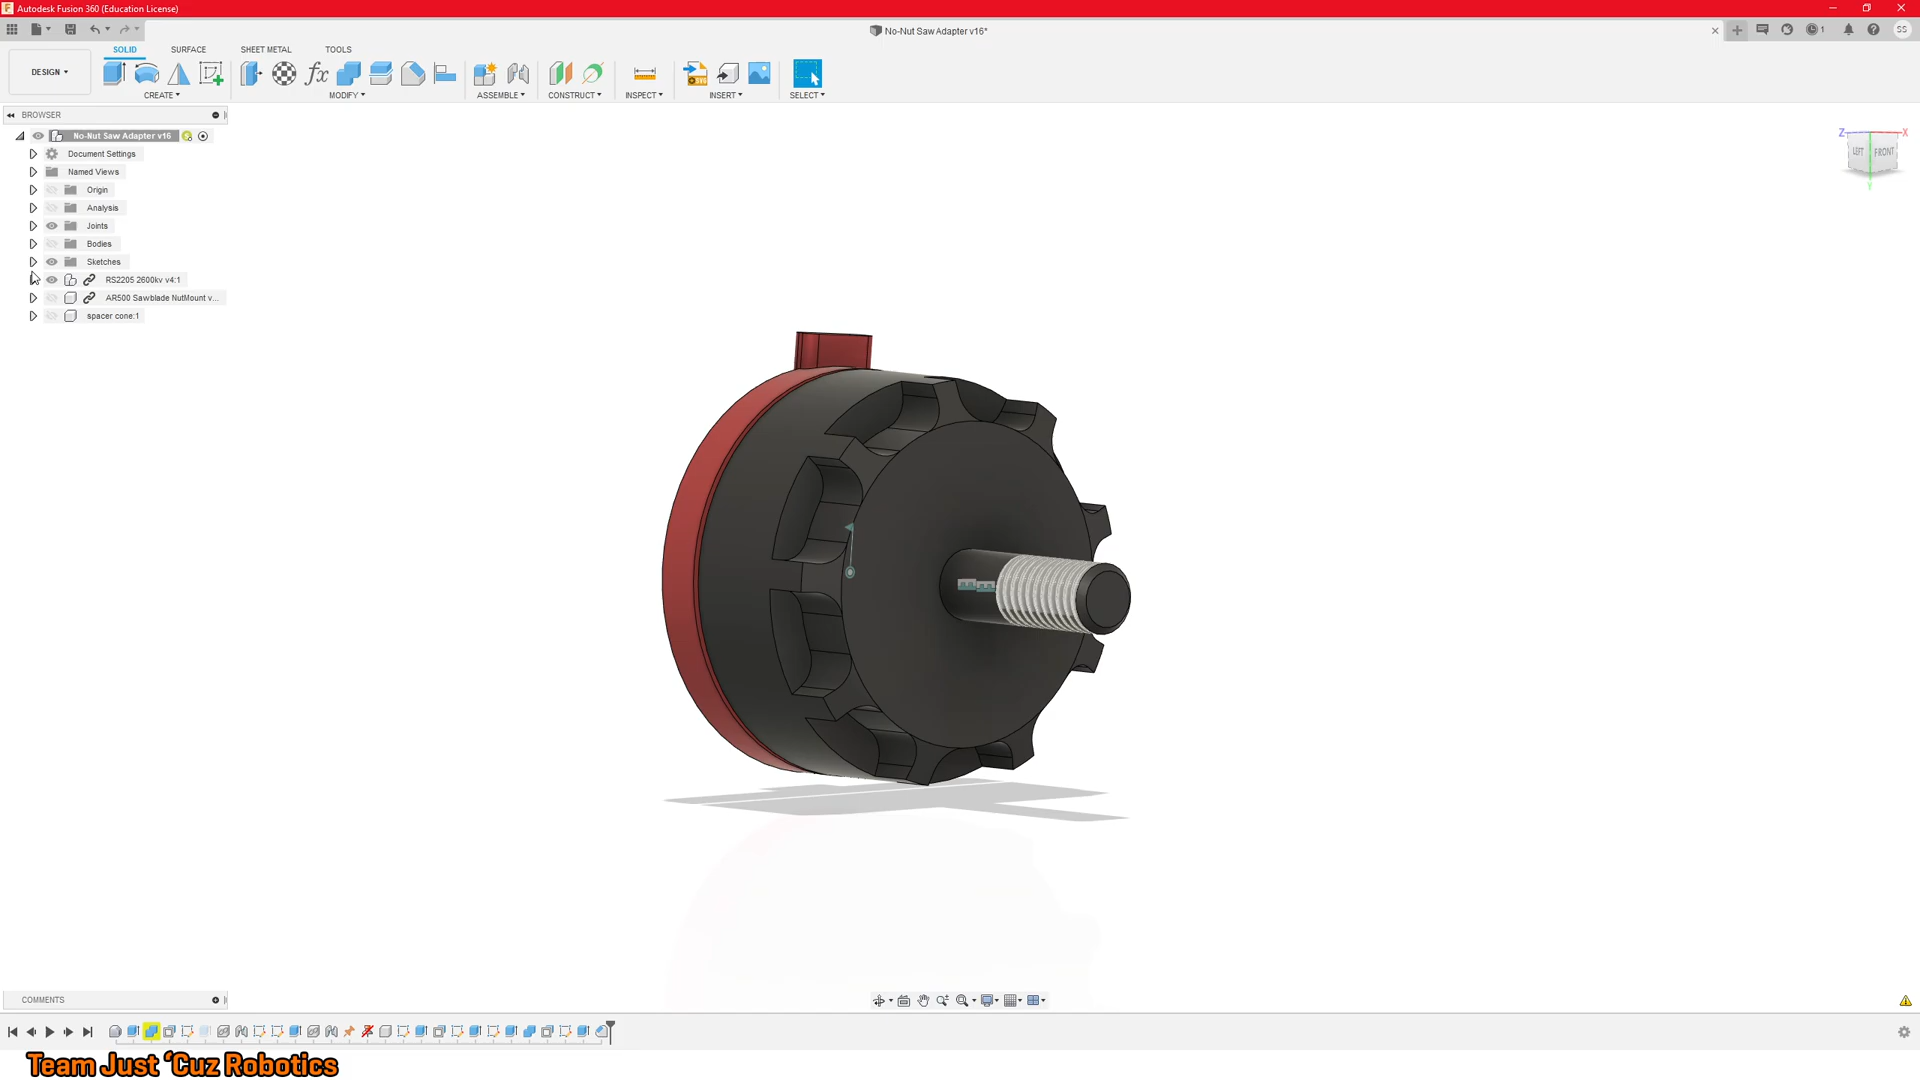 Autodesk Fusion 360 (Education License)
No-Nut Saw Adapter v16*
1
SS
SOLID SURFACE SHEET METAL TOOLS
DESIGN
CREATE MODIFY ASSEMBLE CONSTRUCT INSPECT INSERT SELECT
BROWSER
No-Nut Saw Adapter v16
Document Settings
Named Views
Origin
Analysis
Joints
Bodies
Sketches
RS2205 2600kv v4:1
AR500 Sawblade NutMount v...
spacer cone:1
Z X
LEFT FRONT
Y
COMMENTS
Team Just ‘Cuz Robotics